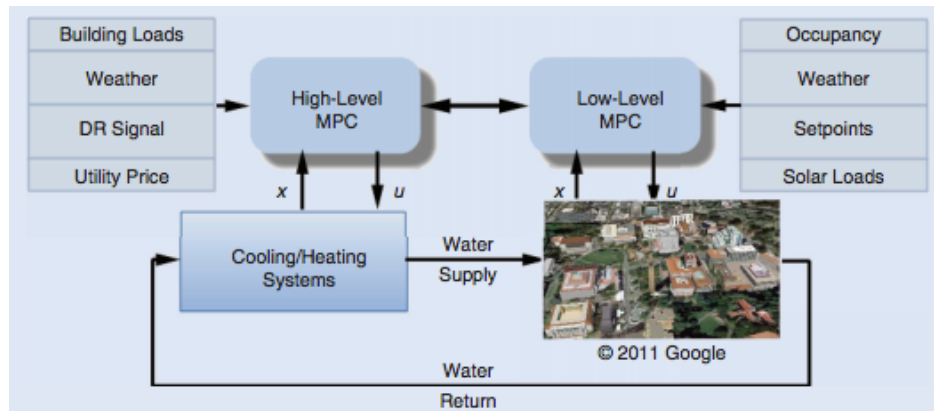 Building Loads
Weather
DR Signal
Utility Price
High-Level
MPC
Low-Level
MPC
Occupancy
Weather
Setpoints
Solar Loads
x
u
x
u
Cooling/Heating
Systems
Water
Supply
© 2011 Google
Water
Return